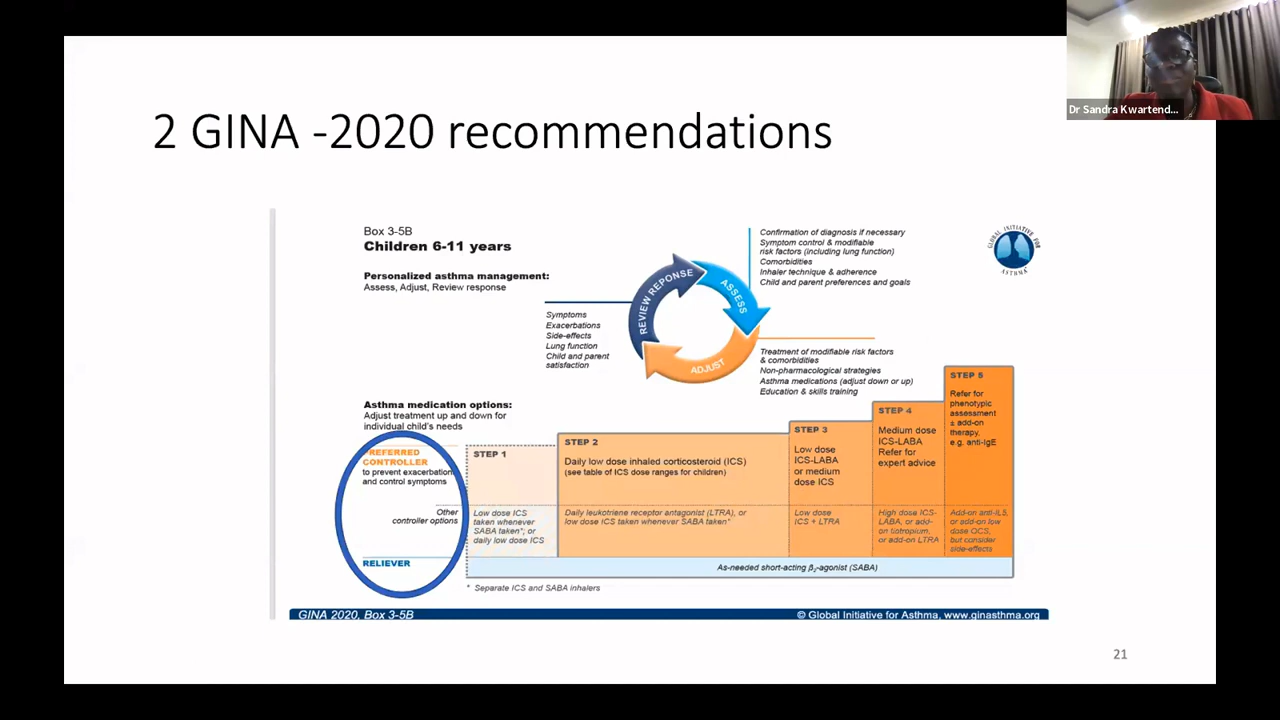 Dr Sandra Kwartend...
2 GINA -2020 recommendations
Box 3-5B
Children 6-11 years
Personalized asthma management:
Assess, Adjust, Review response
Symptoms
Exacerbations
Side-effects
Lung function
Child and parent
satisfaction
REVIEW REPONSE
ASSESS
ADJUST
Confirmation of diagnosis if necessary
Symptom control & modifiable
risk factors (including lung function)
Comorbidities
Inhaler technique & adherence
Child and parent preferences and goals
GLOBAL INITIATIVE FOR
ASTHMA
Treatment of modifiable risk factors
& comorbidities
Non-pharmacological strategies
Asthma medications (adjust down or up)
Education & skills training
Asthma medication options:
Adjust treatment up and down for
individual child's needs
REFERRED
CONTROLLER
to prevent exacerbation
and control symptoms
Other
controller options
RELIEVER
STEP 1
Low dose ICS
taken whenever
SABA taken*; or
daily low dose ICS
STEP 2
Daily low dose inhaled corticosteroid (ICS)
(see table of ICS dose ranges for children)
Daily leukotriene receptor antagonist (LTRA), or
low dose ICS taken whenever SABA taken*
STEP 3
Low dose
ICS-LABA
or medium
dose ICS
Low dose
ICS + LTRA
STEP 4
Medium dose
ICS-LABA
Refer for
expert advice
High dose ICS-
LABA, or add-
on tiotropium,
or add-on LTRA
STEP 5
Refer for
phenotypic
assessment
± add-on
therapy,
e.g. anti-IgE
Add-on anti-IL5,
or add-on low
dose OCS,
but consider
side-effects
As-needed short-acting β2-agonist (SABA)
* Separate ICS and SABA inhalers
GINA 2020, Box 3-5B
© Global Initiative for Asthma, www.ginasthma.org
21